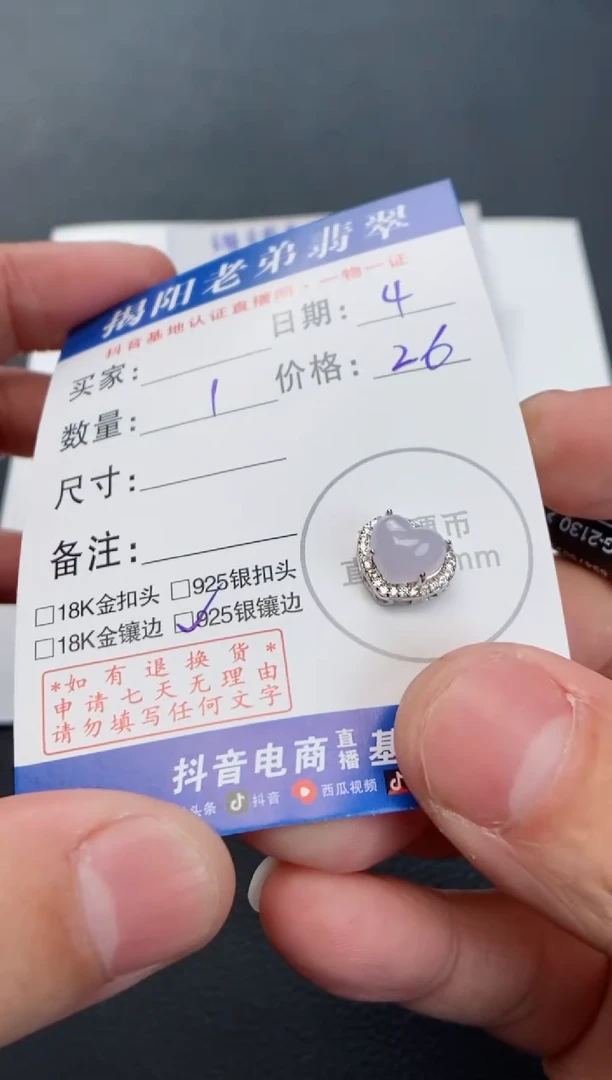 揭阳老弟翡翠
抖音基地认证直播间·一物一证
日期: 4
买家:
价格: 26
数量: 1
尺寸:
备注:
硬币
mm
□18K金扣头 □925银扣头
□18K金镶边 ☑925银镶边
*如有退换货*
申请七天无理由
请勿填写任何文字
抖音电商直播基
头条 抖音 西瓜视频
G-2130